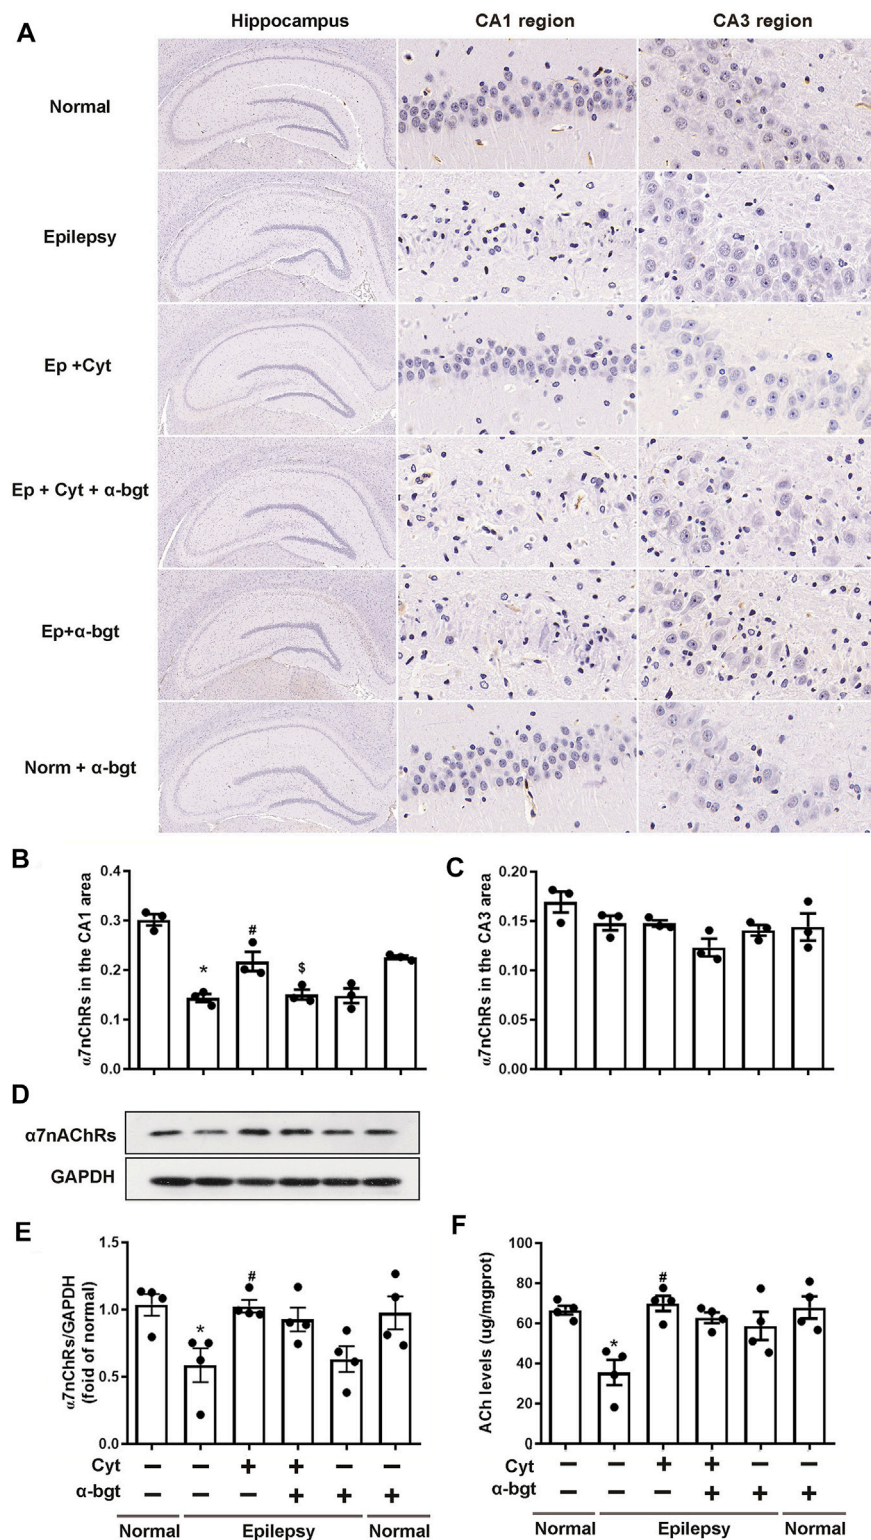 A
Hippocampus CA1 region CA3 region
Normal
Epilepsy
Ep +Cyt
Ep + Cyt + α-bgt
Ep+α-bgt
Norm + α-bgt
B
α7nChRs in the CA1 area
0.4
0.3
0.2
0.1
0.0
* # $
C
α7nChRs in the CA3 area
0.20
0.15
0.10
0.05
0.00
D
α7nAChRs
GAPDH
E
α7nChRs/GAPDH
(fold of normal)
1.5
1.0
0.5
0.0
* #
Cyt − − + + − −
α-bgt − − − + + +
Normal Epilepsy Normal
F
ACh levels (ug/mgprot)
100
80
60
40
20
0
* #
Cyt − − + + − −
α-bgt − − − + + +
Normal Epilepsy Normal